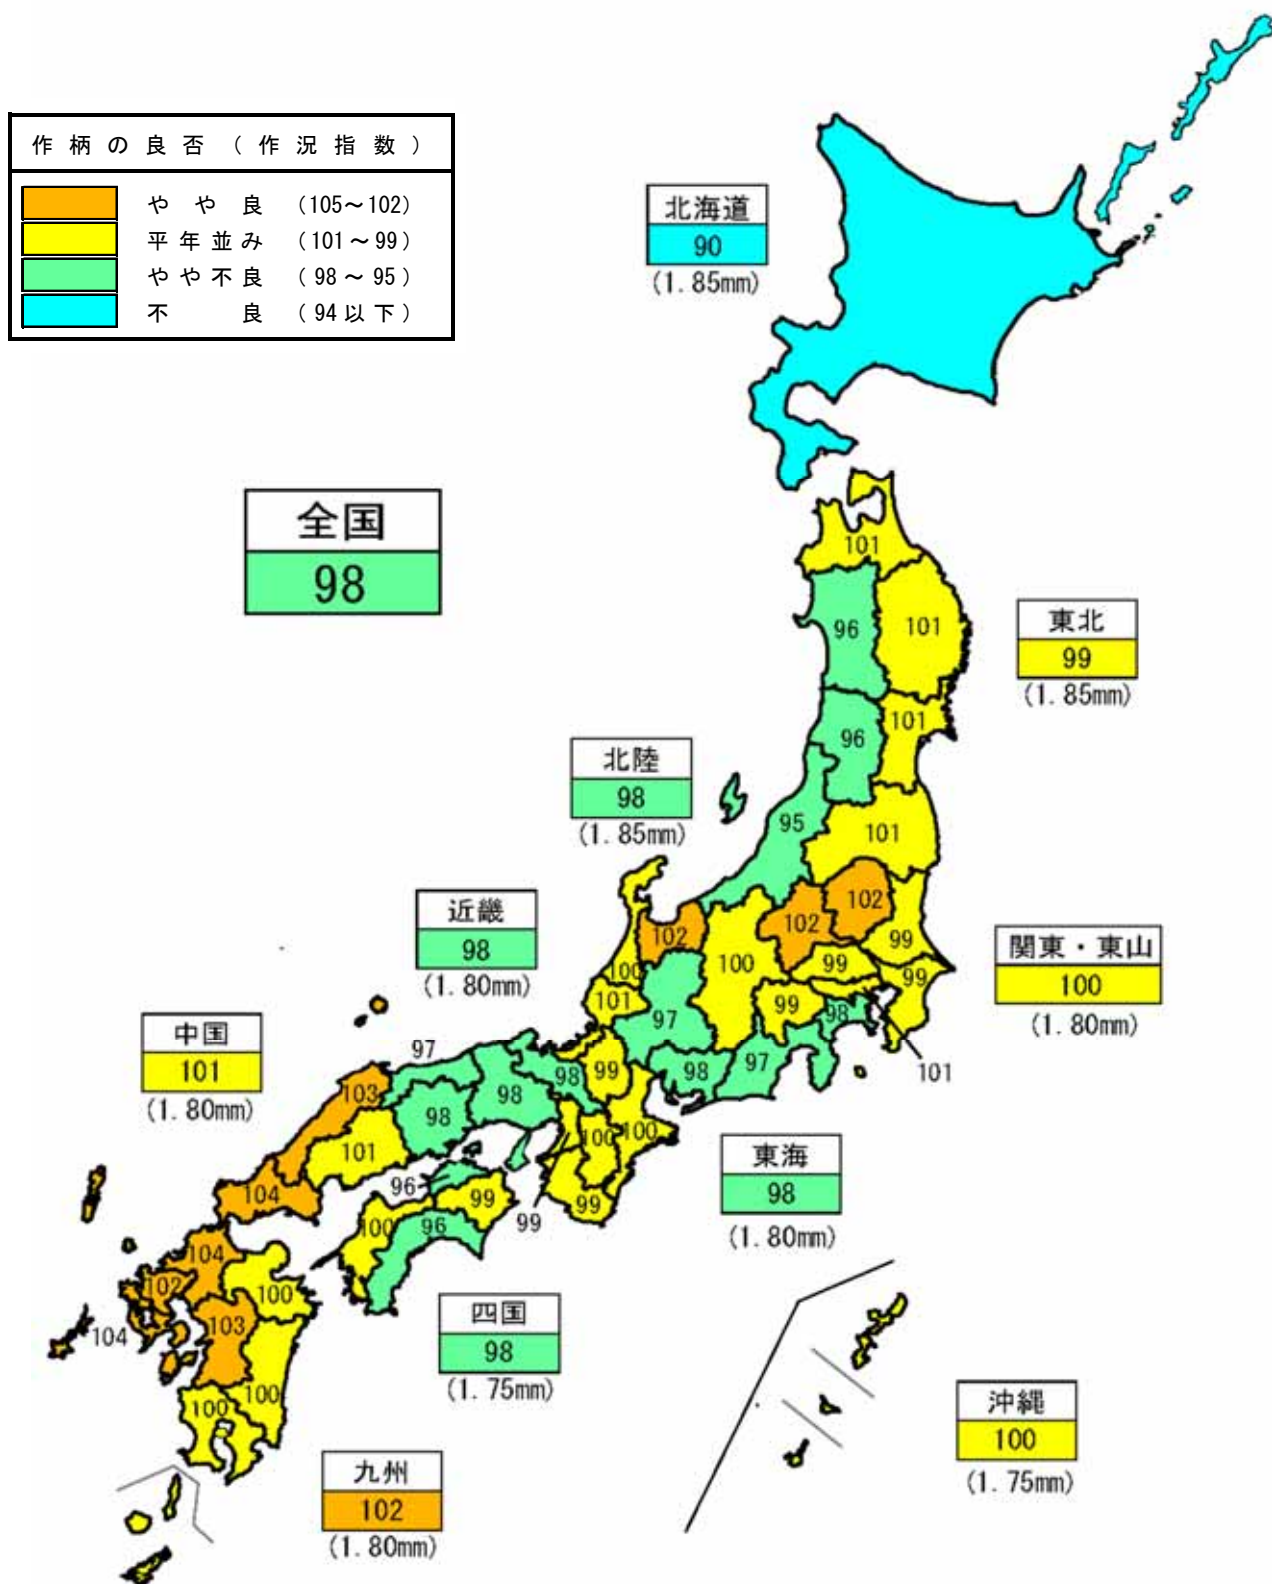 作柄の良否（作況指数）
やや良 (105～102)
平年並み (101～99)
やや不良 (98～95)
不良 (94以下)
北海道
90
(1.85mm)
全国
98
101
96
101
東北
99
(1.85mm)
96
101
北陸
98
(1.85mm)
95
101
102
102
近畿
98
(1.80mm)
102
100
99
99
99
関東・東山
100
(1.80mm)
100
101
97
99
98
101
中国
101
(1.80mm)
97
103
98
98
98
99
98
97
101
100
100
東海
98
(1.80mm)
104
96
99
99
99
100
96
104
102
100
103
104
四国
98
(1.75mm)
100
100
沖縄
100
(1.75mm)
九州
102
(1.80mm)